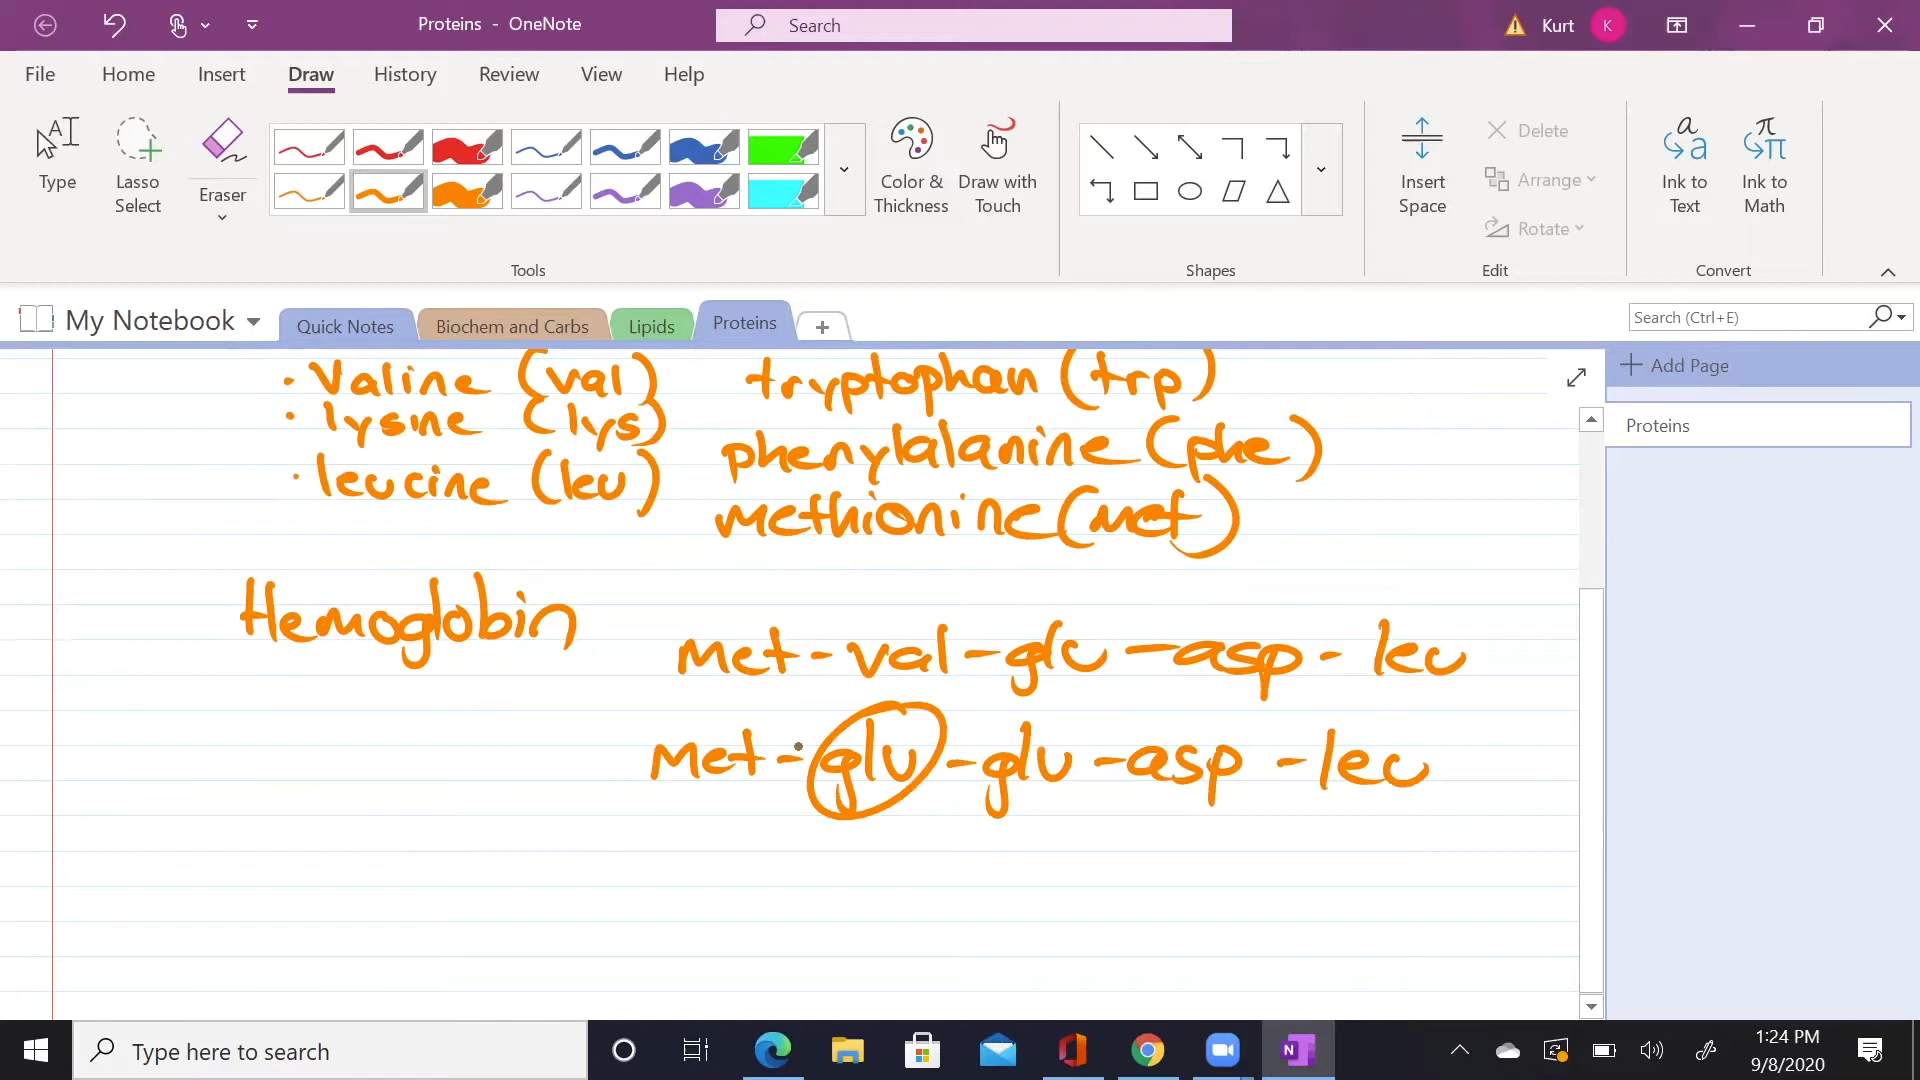 Proteins - OneNote
Search
Kurt
K
File Home Insert Draw History Review View Help
Type
Lasso Select
Eraser
Color & Thickness
Draw with Touch
Insert Space
Delete
Arrange
Rotate
Ink to Text
Ink to Math
Tools
Shapes
Edit
Convert
My Notebook
Quick Notes
Biochem and Carbs
Lipids
Proteins
+
Search (Ctrl+E)
Add Page
Proteins
• Valine (val) tryptophan (trp)
• lysine (lys) phenylalanine (phe)
• leucine (leu) methionine (met)
Hemoglobin
Met - val - glu - asp - leu
Met - glu - glu - asp - leu
Type here to search
1:24 PM
9/8/2020